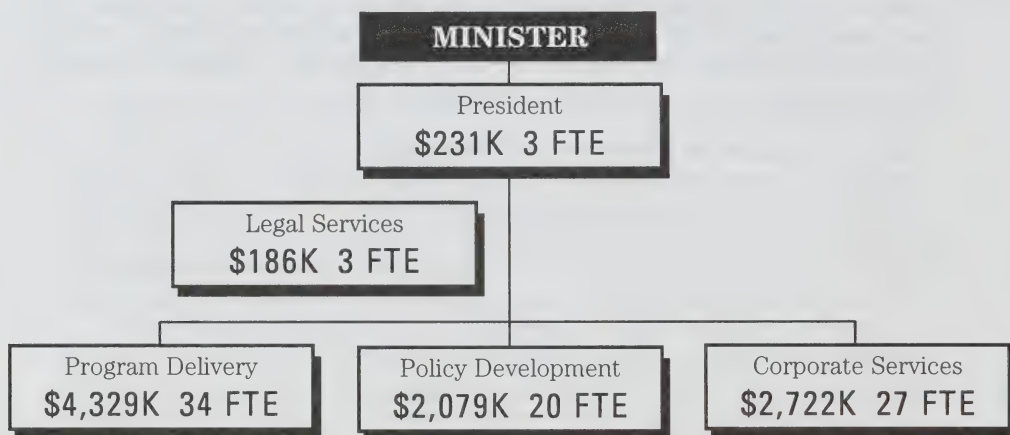 MINISTER
President
$231K 3 FTE
Legal Services
$186K 3 FTE
Program Delivery
$4,329K 34 FTE
Policy Development
$2,079K 20 FTE
Corporate Services
$2,722K 27 FTE